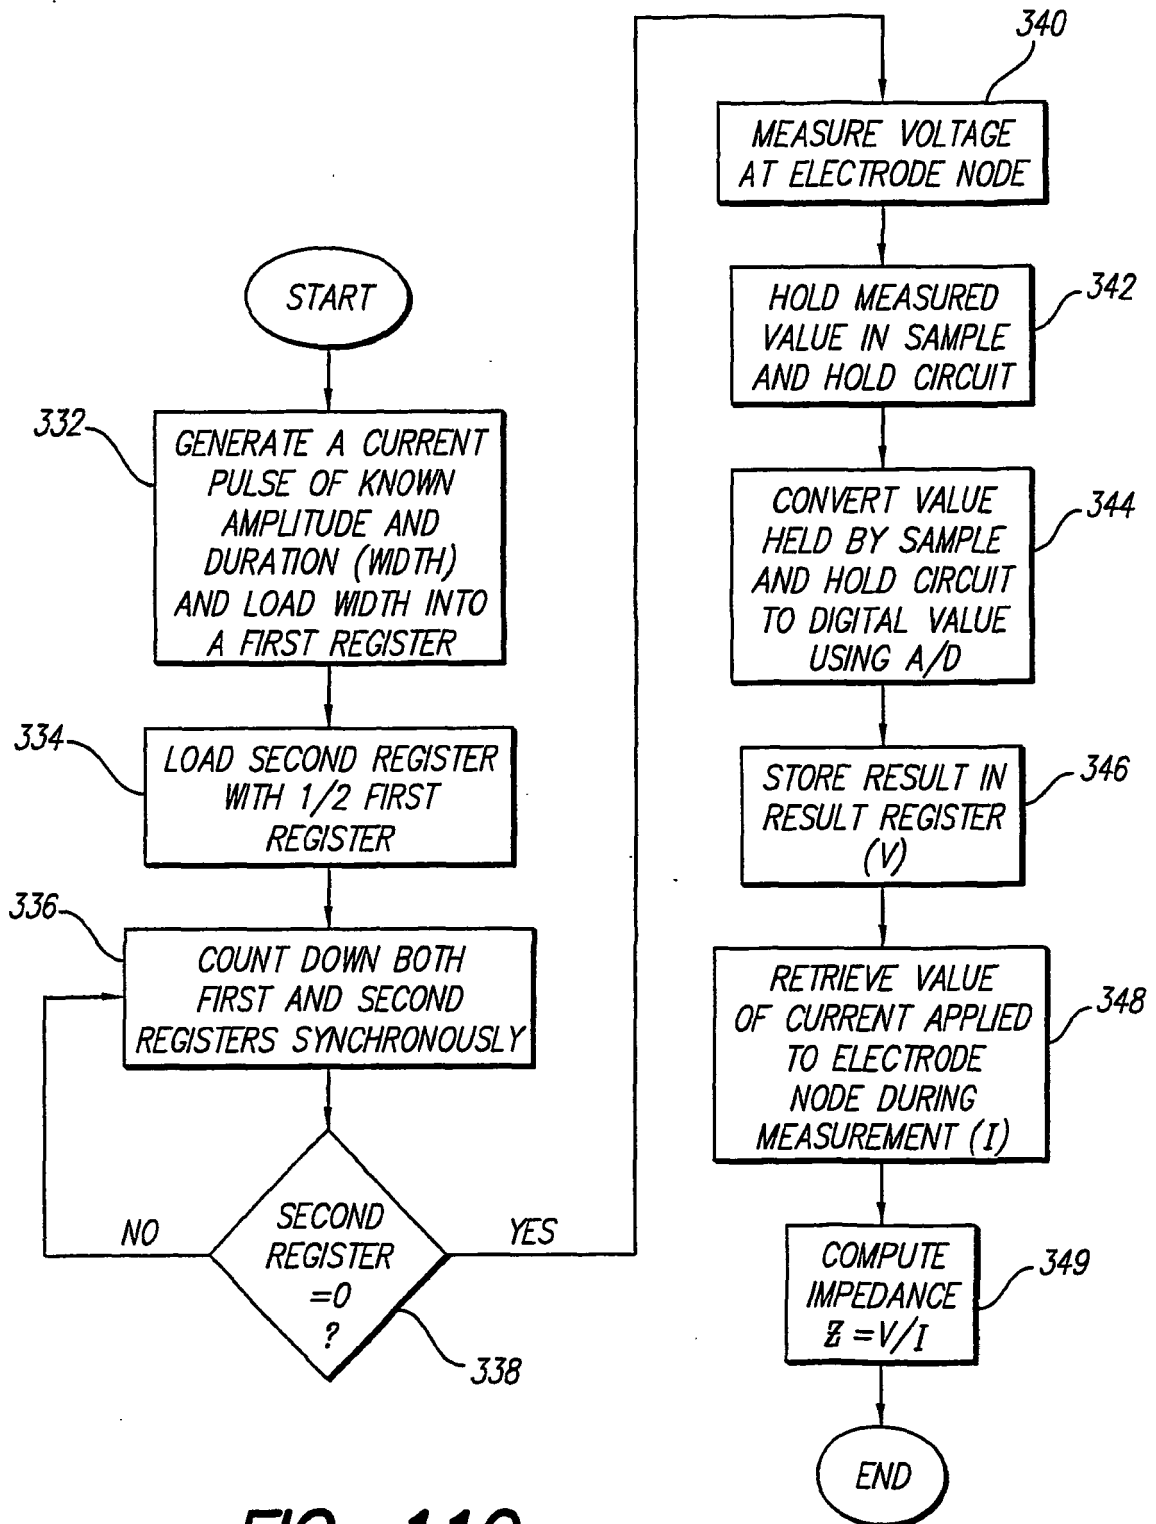 START
332
GENERATE A CURRENT
PULSE OF KNOWN
AMPLITUDE AND
DURATION (WIDTH)
AND LOAD WIDTH INTO
A FIRST REGISTER
334
LOAD SECOND REGISTER
WITH 1/2 FIRST
REGISTER
336
COUNT DOWN BOTH
FIRST AND SECOND
REGISTERS SYNCHRONOUSLY
NO
SECOND
REGISTER
=0
?
YES
338
340
MEASURE VOLTAGE
AT ELECTRODE NODE
342
HOLD MEASURED
VALUE IN SAMPLE
AND HOLD CIRCUIT
344
CONVERT VALUE
HELD BY SAMPLE
AND HOLD CIRCUIT
TO DIGITAL VALUE
USING A/D
346
STORE RESULT IN
RESULT REGISTER
(V)
348
RETRIEVE VALUE
OF CURRENT APPLIED
TO ELECTRODE
NODE DURING
MEASUREMENT (I)
349
COMPUTE
IMPEDANCE
Z = V/I
END